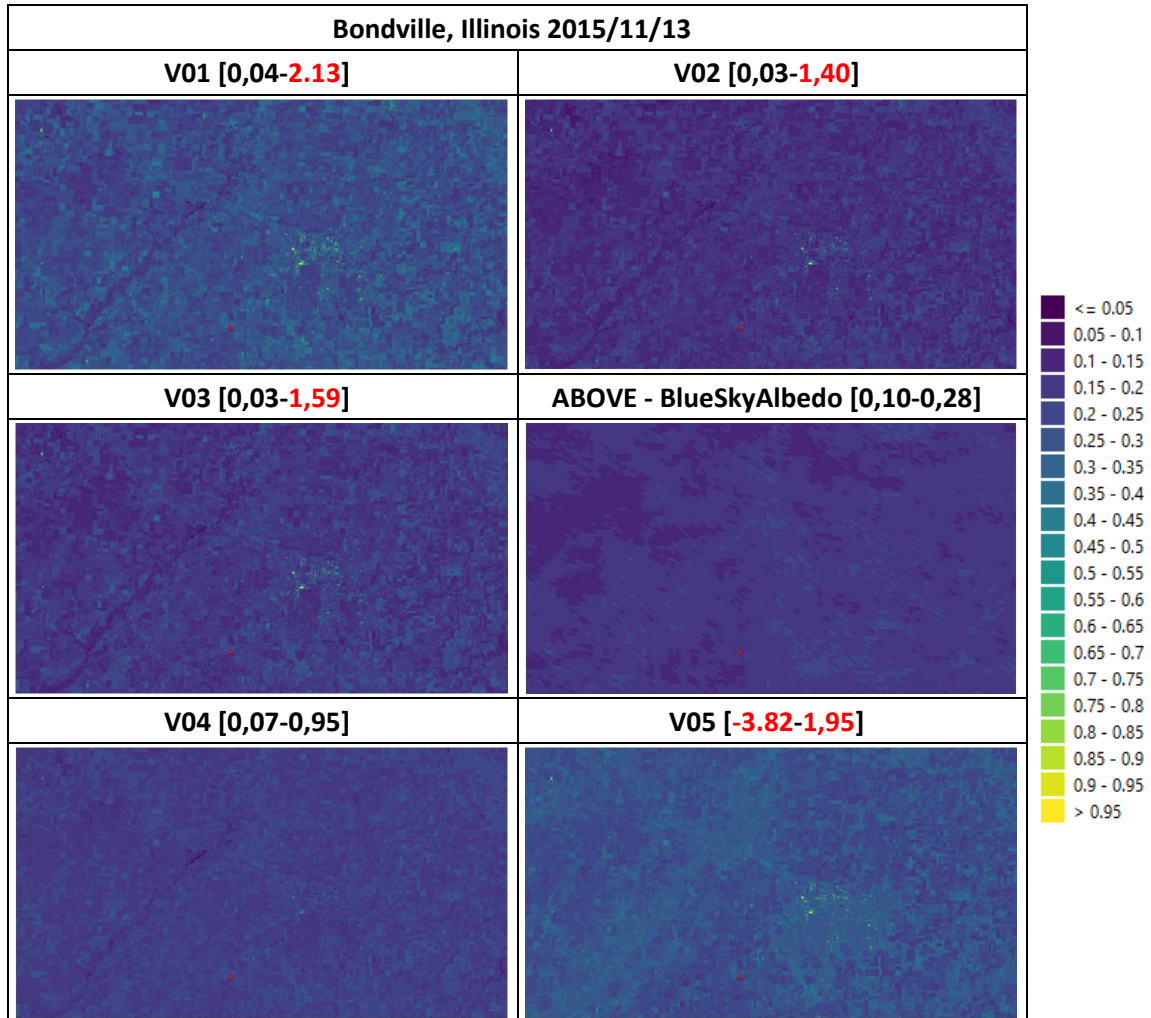 Bondville, Illinois 2015/11/13
V01 [0,04-2.13]
V02 [0,03-1,40]
V03 [0,03-1,59]
ABOVE - BlueSkyAlbedo [0,10-0,28]
V04 [0,07-0,95]
V05 [-3.82-1,95]
<= 0.05
0.05 - 0.1
0.1 - 0.15
0.15 - 0.2
0.2 - 0.25
0.25 - 0.3
0.3 - 0.35
0.35 - 0.4
0.4 - 0.45
0.45 - 0.5
0.5 - 0.55
0.55 - 0.6
0.6 - 0.65
0.65 - 0.7
0.7 - 0.75
0.75 - 0.8
0.8 - 0.85
0.85 - 0.9
0.9 - 0.95
> 0.95